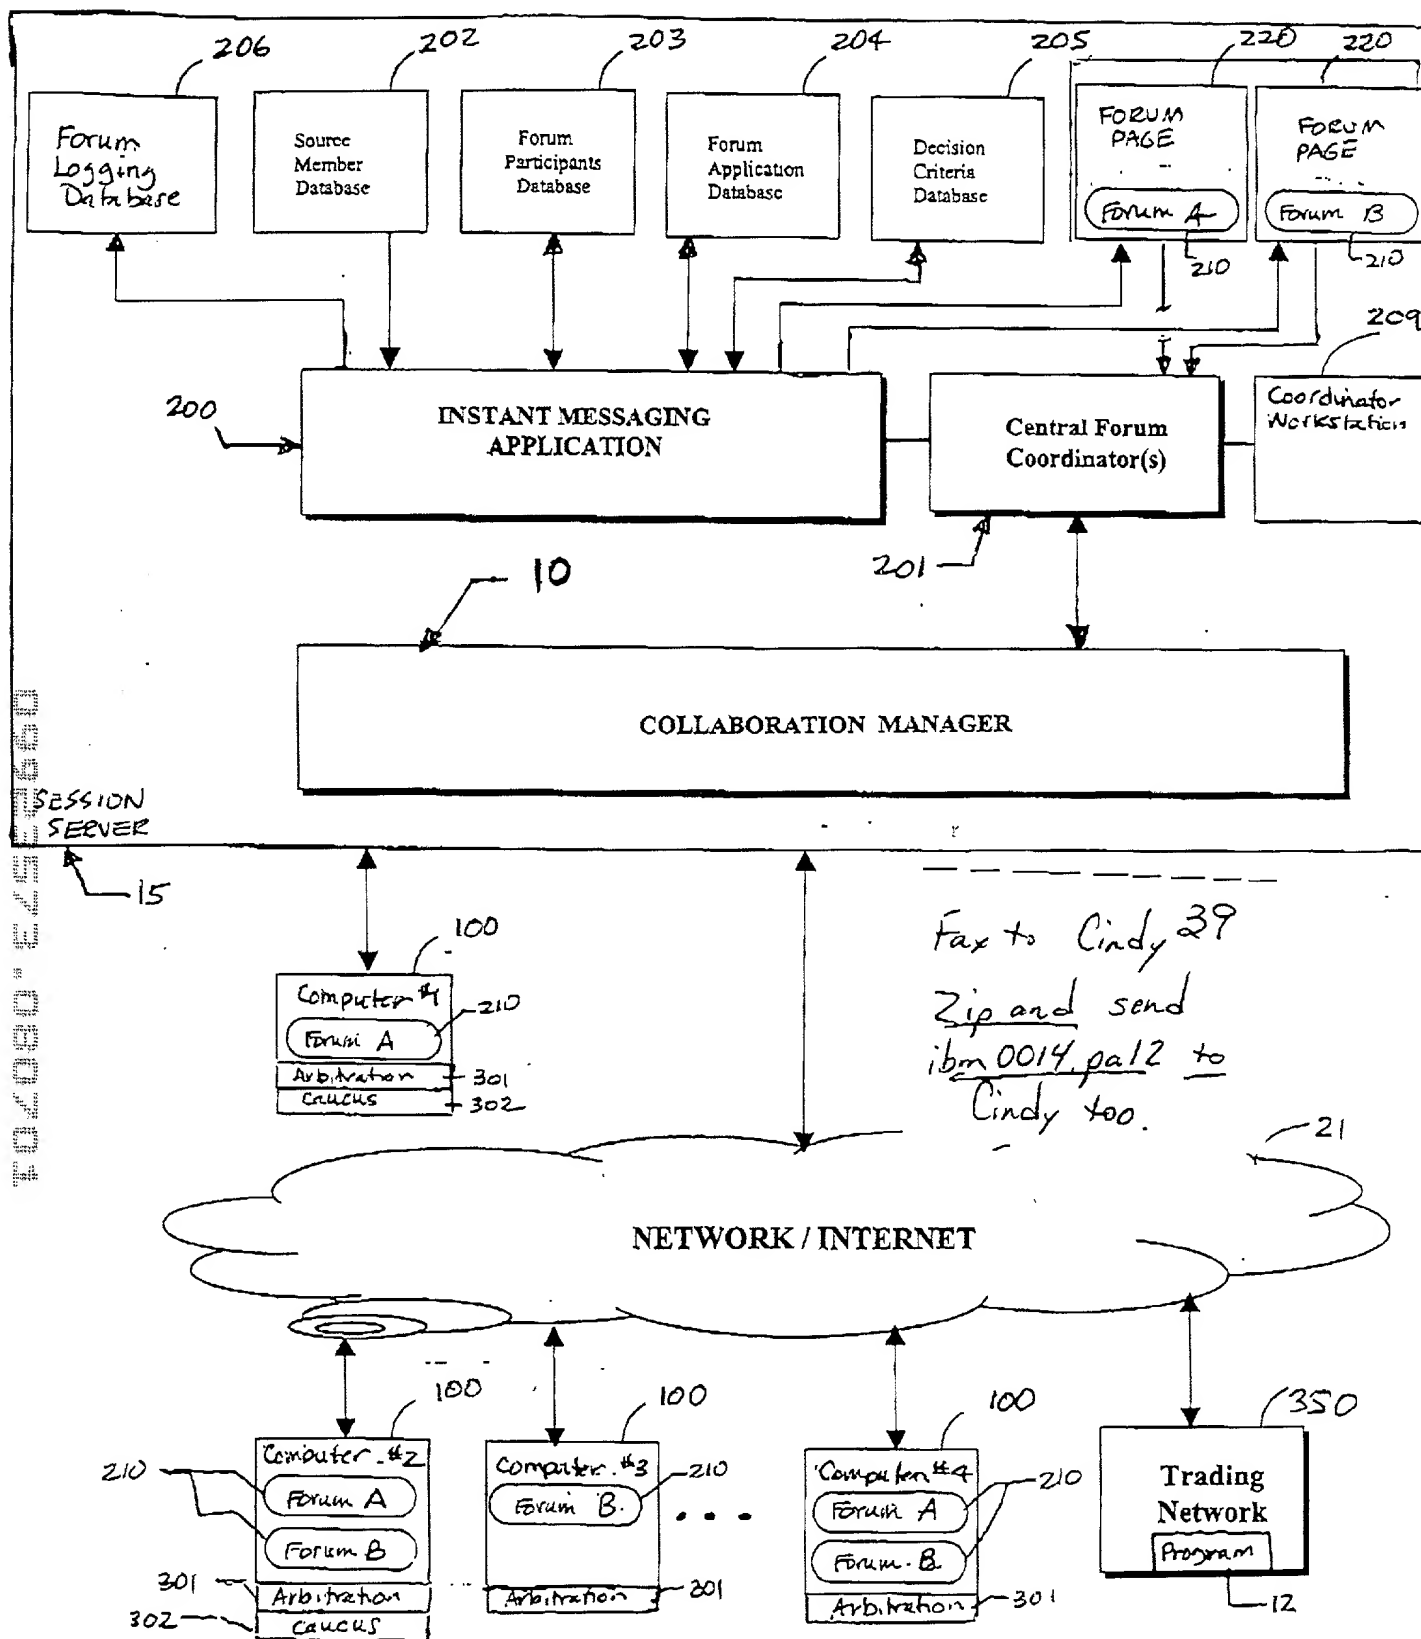 206
202
203
204
205
220
220
Forum
Logging
Database
Source
Member
Database
Forum
Participants
Database
Forum
Application
Database
Decision
Criteria
Database
FORUM
PAGE
Forum A
210
FORUM
PAGE
Forum B
210
209
200
INSTANT MESSAGING
APPLICATION
Central Forum
Coordinator(s)
Coordinator
Workstation
201
10
COLLABORATION MANAGER
SESSION
SERVER
15
100
Computer #1
Forum A
210
Arbitration
301
Caucus
302
Fax to Cindy 39
Zip and send
ibm0014.pa12 to
Cindy too.
21
NETWORK / INTERNET
100
Computer #2
210
Forum A
Forum B
301
Arbitration
302
Caucus
100
Computer #3
Forum B.
210
Arbitration
301
. . .
100
Computer #4
Forum A
210
Forum B
Arbitration
301
350
Trading
Network
Program
12